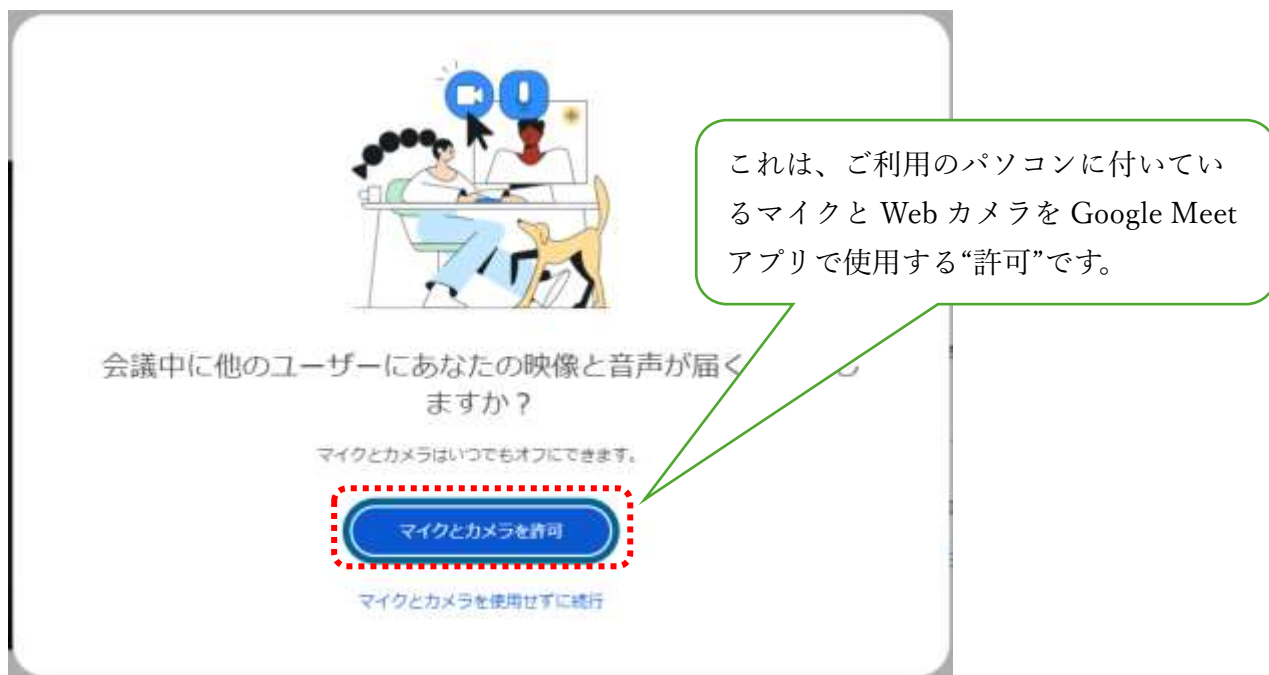 これは、ご利用のパソコンに付いてい
るマイクと Web カメラを Google Meet
アプリで使用する“許可”です。
会議中に他のユーザーにあなたの映像と音声が届く し
ますか？
マイクとカメラはいつでもオフにできます。
マイクとカメラを許可
マイクとカメラを使用せずに続行